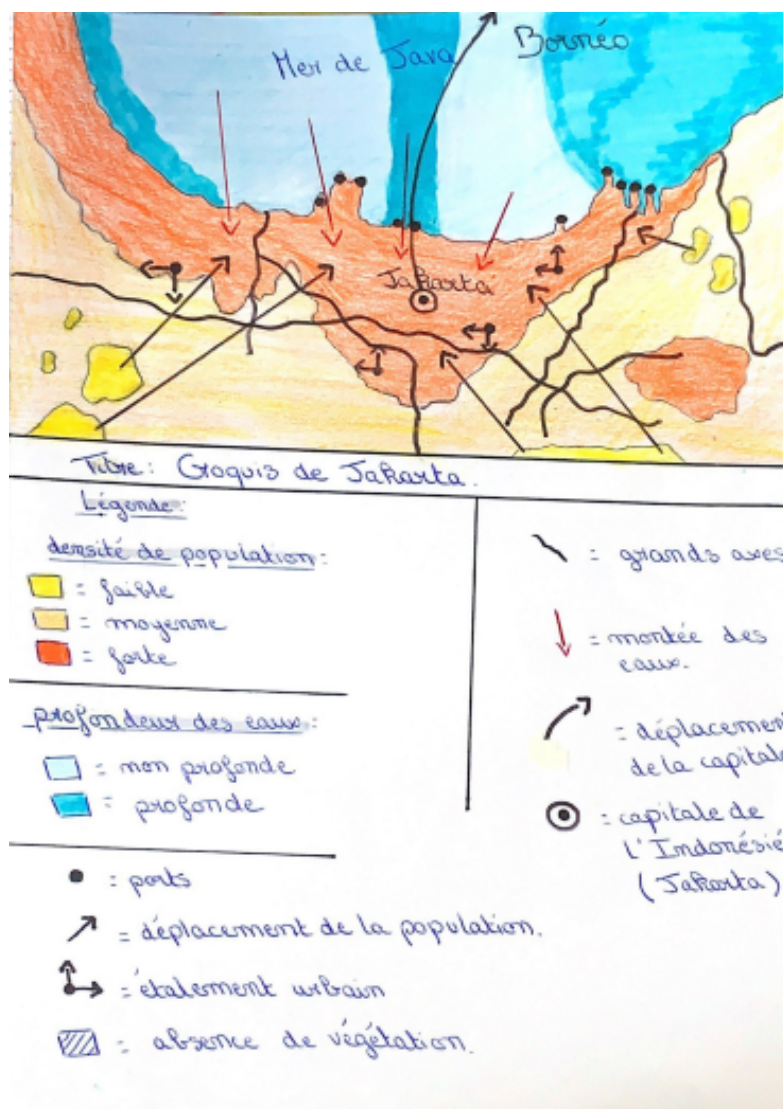 Mer de Java
Bornéo
Jakarta
Titre: Croquis de Jakarta.
Légende:
densité de population:
= faible
= moyenne
= forte
profondeur des eaux:
= non profonde
= profonde
= ports
= déplacement de la population.
= étalement urbain
= absence de végétation.
= grands axes
= montée des
eaux.
= déplacement
de la capitale
= capitale de
l'Indonésie
(Jakarta)